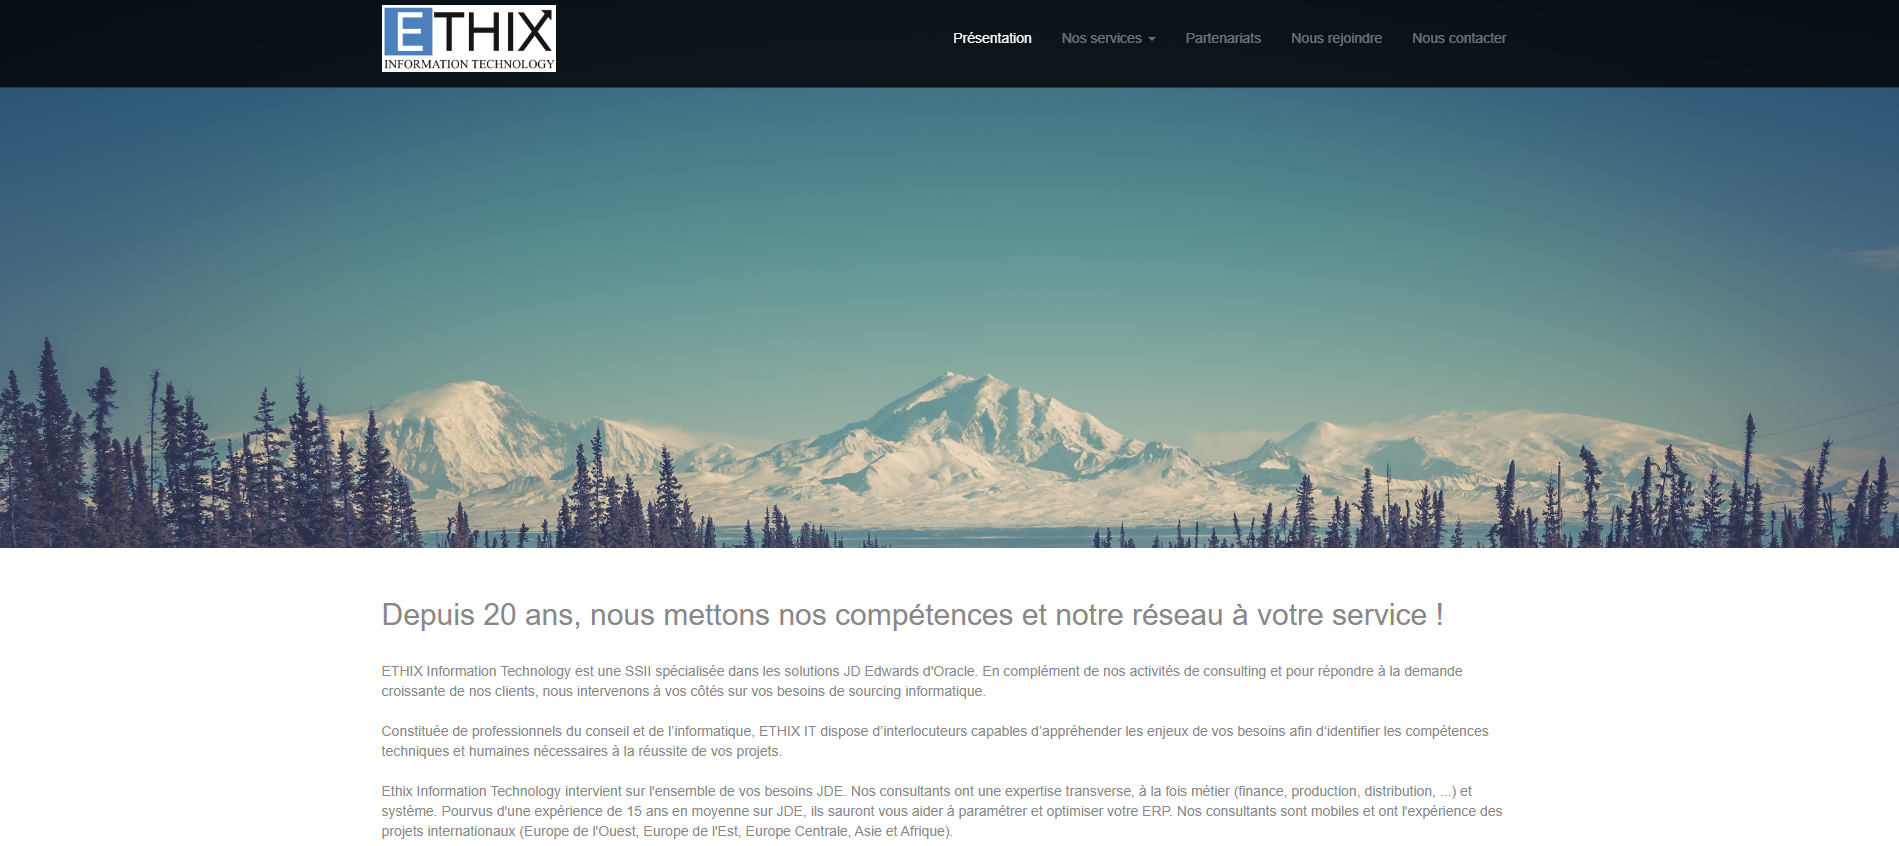 ETHIX
INFORMATION TECHNOLOGY
Présentation
Nos services
Partenariats
Nous rejoindre
Nous contacter
Depuis 20 ans, nous mettons nos compétences et notre réseau à votre service !
ETHIX Information Technology est une SSII spécialisée dans les solutions JD Edwards d'Oracle. En complément de nos activités de consulting et pour répondre à la demande
croissante de nos clients, nous intervenons à vos côtés sur vos besoins de sourcing informatique.
Constituée de professionnels du conseil et de l’informatique, ETHIX IT dispose d’interlocuteurs capables d’appréhender les enjeux de vos besoins afin d’identifier les compétences
techniques et humaines nécessaires à la réussite de vos projets.
Ethix Information Technology intervient sur l'ensemble de vos besoins JDE. Nos consultants ont une expertise transverse, à la fois métier (finance, production, distribution, ...) et
système. Pourvus d'une expérience de 15 ans en moyenne sur JDE, ils sauront vous aider à paramétrer et optimiser votre ERP. Nos consultants sont mobiles et ont l'expérience des
projets internationaux (Europe de l'Ouest, Europe de l'Est, Europe Centrale, Asie et Afrique).